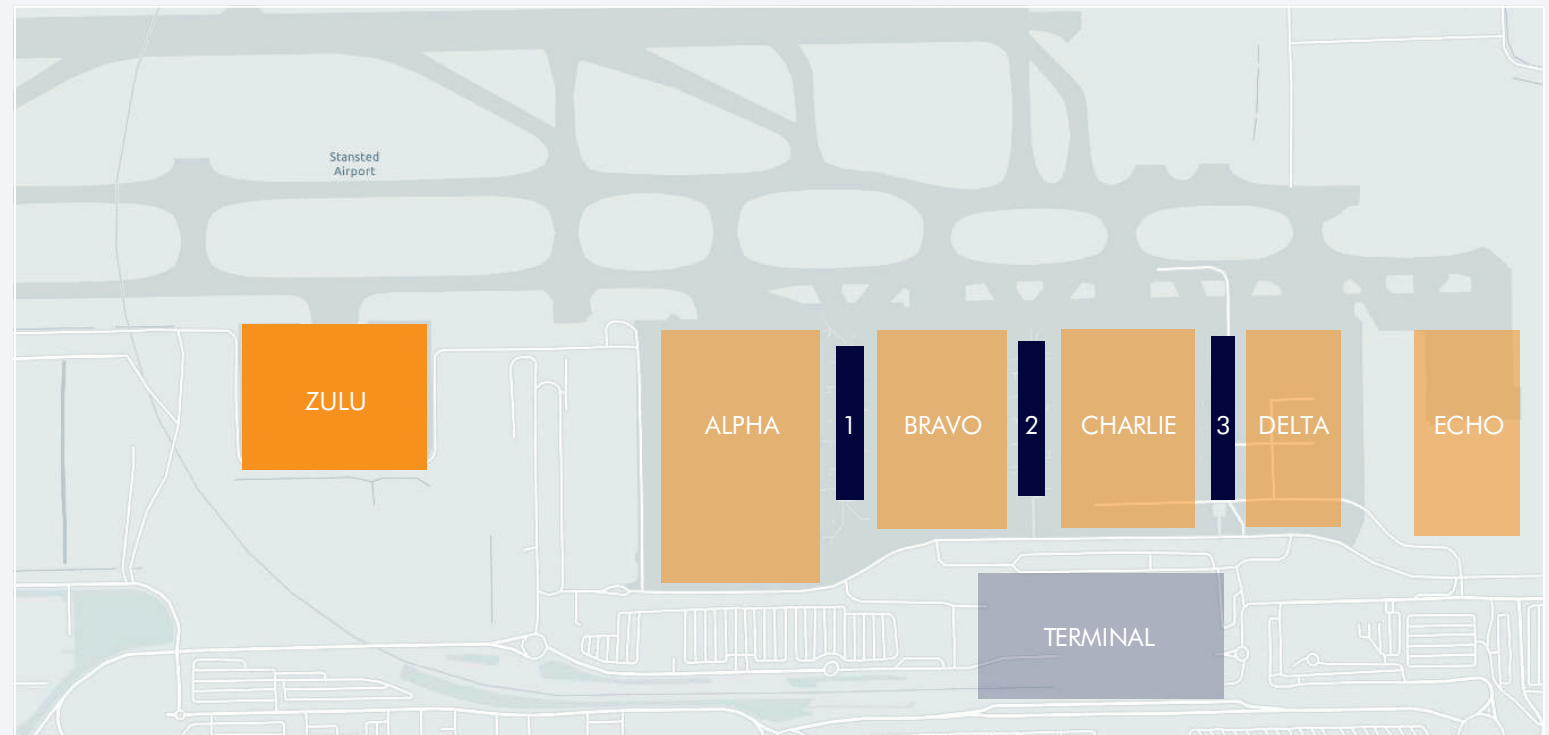 Stansted
Airport
ZULU
ALPHA
1
BRAVO
2
CHARLIE
3
DELTA
ECHO
TERMINAL